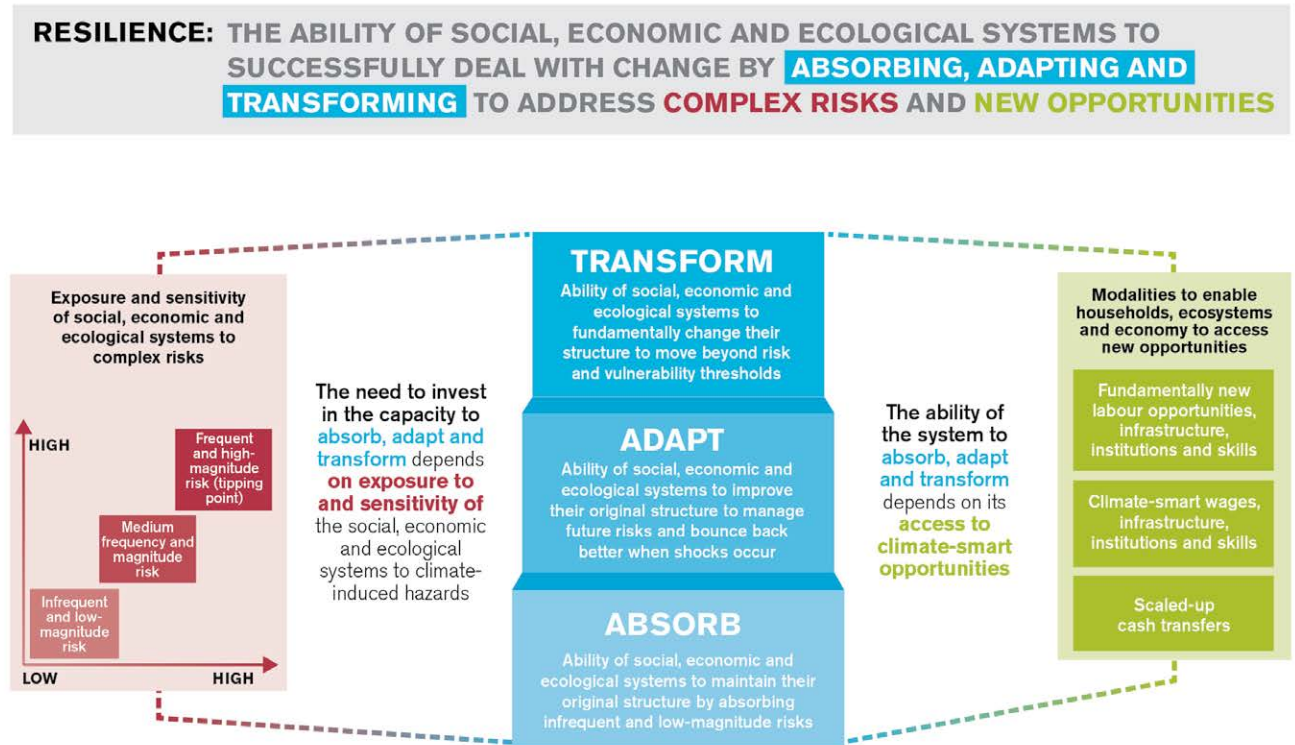 RESILIENCE: THE ABILITY OF SOCIAL, ECONOMIC AND ECOLOGICAL SYSTEMS TO
SUCCESSFULLY DEAL WITH CHANGE BY ABSORBING, ADAPTING AND
TRANSFORMING TO ADDRESS COMPLEX RISKS AND NEW OPPORTUNITIES
Exposure and sensitivity
of social, economic and
ecological systems to
complex risks
HIGH
Frequent
and high-
magnitude
risk (tipping
point)
Medium
frequency and
magnitude
risk
Infrequent
and low-
magnitude
risk
LOW
HIGH
The need to invest
in the capacity to
absorb, adapt and
transform depends
on exposure to
and sensitivity of
the social, economic
and ecological
systems to climate-
induced hazards
TRANSFORM
Ability of social, economic and
ecological systems to
fundamentally change their
structure to move beyond risk
and vulnerability thresholds
ADAPT
Ability of social, economic and
ecological systems to improve
their original structure to manage
future risks and bounce back
better when shocks occur
ABSORB
Ability of social, economic and
ecological systems to maintain their
original structure by absorbing
infrequent and low-magnitude risks
The ability of
the system to
absorb, adapt
and transform
depends on its
access to
climate-smart
opportunities
Modalities to enable
households, ecosystems
and economy to access
new opportunities
Fundamentally new
labour opportunities,
infrastructure,
institutions and skills
Climate-smart wages,
infrastructure,
institutions and skills
Scaled-up
cash transfers